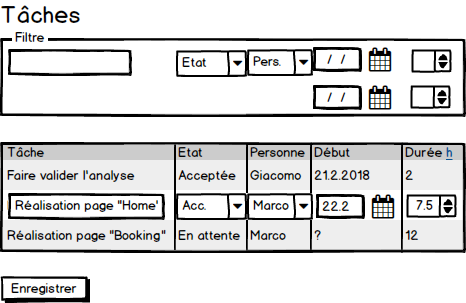 Tâches
Filtre
Etat Pers. / /
/ /
Tâche Etat Personne Début Durée h
Faire valider l'analyse Acceptée Giacomo 21.2.2018 2
Réalisation page "Home' Acc. Marco 22.2 7.5
Réalisation page "Booking" En attente Marco ? 12
Enregistrer